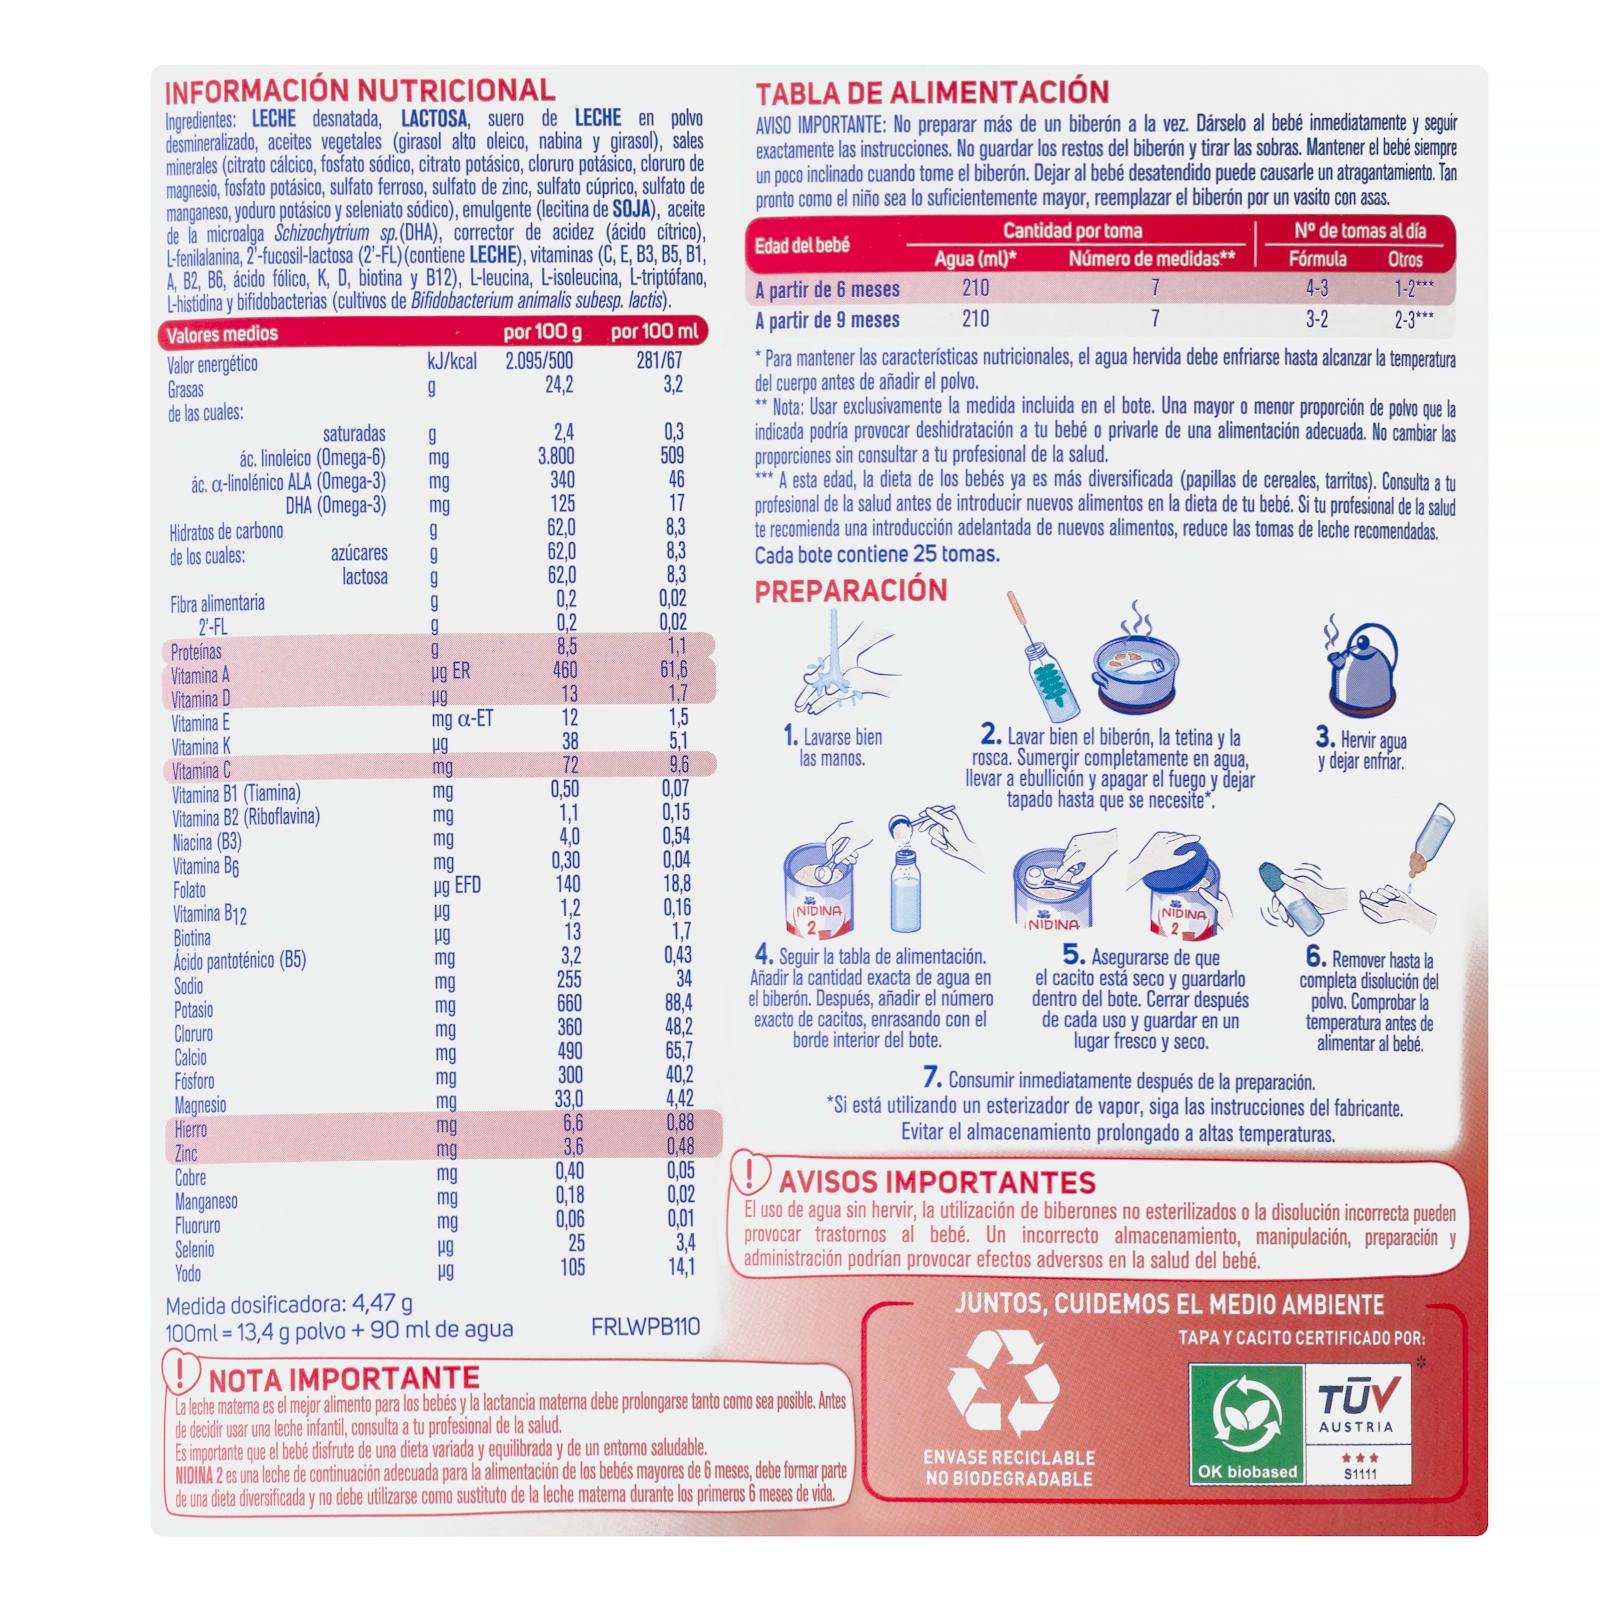 INFORMACIÓN NUTRICIONAL
Ingredientes: LECHE desnatada, LACTOSA, suero de LECHE en polvo
desmineralizado, aceites vegetales (girasol alto oleico, nabina y girasol), sales
minerales (citrato cálcico, fosfato sódico, citrato potásico, cloruro potásico, cloruro de
magnesio, fosfato potásico, sulfato ferroso, sulfato de zinc, sulfato cúprico, sulfato de
manganeso, yoduro potásico y seleniato sódico), emulgente (lecitina de SOJA), aceite
de la microalga Schizochytrium sp.(DHA), corrector de acidez (ácido cítrico),
L-fenilalanina, 2'-fucosil-lactosa (2'-FL)(contiene LECHE), vitaminas (C, E, B3, B5, B1,
A, B2, B6, ácido fólico, K, D, biotina y B12), L-leucina, L-isoleucina, L-triptófano,
L-histidina y bifidobacterias (cultivos de Bifidobacterium animalis subesp. lactis).
Valores medios por 100 g por 100 ml
Valor energético kJ/kcal 2.095/500 281/67
Grasas g 24,2 3,2
de las cuales:
saturadas g 2,4 0,3
ác. linoleico (Omega-6) mg 3.800 509
ác. α-linolénico ALA (Omega-3) mg 340 46
DHA (Omega-3) mg 125 17
Hidratos de carbono g 62,0 8,3
de los cuales: azúcares g 62,0 8,3
lactosa g 62,0 8,3
Fibra alimentaria g 0,2 0,02
2'-FL g 0,2 0,02
Proteínas g 8,5 1,1
Vitamina A µg ER 460 61,6
Vitamina D µg 13 1,7
Vitamina E mg α-ET 12 1,5
Vitamina K µg 38 5,1
Vitamina C mg 72 9,6
Vitamina B1 (Tiamina) mg 0,50 0,07
Vitamina B2 (Riboflavina) mg 1,1 0,15
Niacina (B3) mg 4,0 0,54
Vitamina B6 mg 0,30 0,04
Folato µg EFD 140 18,8
Vitamina B12 µg 1,2 0,16
Biotina µg 13 1,7
Ácido pantoténico (B5) mg 3,2 0,43
Sodio mg 255 34
Potasio mg 660 88,4
Cloruro mg 360 48,2
Calcio mg 490 65,7
Fósforo mg 300 40,2
Magnesio mg 33,0 4,42
Hierro mg 6,6 0,88
Zinc mg 3,6 0,48
Cobre mg 0,40 0,05
Manganeso mg 0,18 0,02
Fluoruro mg 0,06 0,01
Selenio µg 25 3,4
Yodo µg 105 14,1
Medida dosificadora: 4,47 g
100ml = 13,4 g polvo + 90 ml de agua FRLWPB110
! NOTA IMPORTANTE
La leche materna es el mejor alimento para los bebés y la lactancia materna debe prolongarse tanto como sea posible. Antes
de decidir usar una leche infantil, consulta a tu profesional de la salud.
Es importante que el bebé disfrute de una dieta variada y equilibrada y de un entorno saludable.
NIDINA 2 es una leche de continuación adecuada para la alimentación de los bebés mayores de 6 meses, debe formar parte
de una dieta diversificada y no debe utilizarse como sustituto de la leche materna durante los primeros 6 meses de vida.
TABLA DE ALIMENTACIÓN
AVISO IMPORTANTE: No preparar más de un biberón a la vez. Dárselo al bebé inmediatamente y seguir
exactamente las instrucciones. No guardar los restos del biberón y tirar las sobras. Mantener el bebé siempre
un poco inclinado cuando tome el biberón. Dejar al bebé desatendido puede causarle un atragantamiento. Tan
pronto como el niño sea lo suficientemente mayor, reemplazar el biberón por un vasito con asas.
Edad del bebé Cantidad por toma Nº de tomas al día
Agua (ml)* Número de medidas** Fórmula Otros
A partir de 6 meses 210 7 4-3 1-2***
A partir de 9 meses 210 7 3-2 2-3***
* Para mantener las características nutricionales, el agua hervida debe enfriarse hasta alcanzar la temperatura
del cuerpo antes de añadir el polvo.
** Nota: Usar exclusivamente la medida incluida en el bote. Una mayor o menor proporción de polvo que la
indicada podría provocar deshidratación a tu bebé o privarle de una alimentación adecuada. No cambiar las
proporciones sin consultar a tu profesional de la salud.
*** A esta edad, la dieta de los bebés ya es más diversificada (papillas de cereales, tarritos). Consulta a tu
profesional de la salud antes de introducir nuevos alimentos en la dieta de tu bebé. Si tu profesional de la salud
te recomienda una introducción adelantada de nuevos alimentos, reduce las tomas de leche recomendadas.
Cada bote contiene 25 tomas.
PREPARACIÓN
1. Lavarse bien
las manos.
2. Lavar bien el biberón, la tetina y la
rosca. Sumergir completamente en agua,
llevar a ebullición y apagar el fuego y dejar
tapado hasta que se necesite*.
3. Hervir agua
y dejar enfriar.
NIDINA
2
NIDINA
NIDINA
2
4. Seguir la tabla de alimentación.
Añadir la cantidad exacta de agua en
el biberón. Después, añadir el número
exacto de cacitos, enrasando con el
borde interior del bote.
5. Asegurarse de que
el cacito está seco y guardarlo
dentro del bote. Cerrar después
de cada uso y guardar en un
lugar fresco y seco.
6. Remover hasta la
completa disolución del
polvo. Comprobar la
temperatura antes de
alimentar al bebé.
7. Consumir inmediatamente después de la preparación.
*Si está utilizando un esterizador de vapor, siga las instrucciones del fabricante.
Evitar el almacenamiento prolongado a altas temperaturas.
! AVISOS IMPORTANTES
El uso de agua sin hervir, la utilización de biberones no esterilizados o la disolución incorrecta pueden
provocar trastornos al bebé. Un incorrecto almacenamiento, manipulación, preparación y
administración podrían provocar efectos adversos en la salud del bebé.
JUNTOS, CUIDEMOS EL MEDIO AMBIENTE
TAPA Y CACITO CERTIFICADO POR:
ENVASE RECICLABLE
NO BIODEGRADABLE
OK biobased
TÜV
AUSTRIA
S1111
*